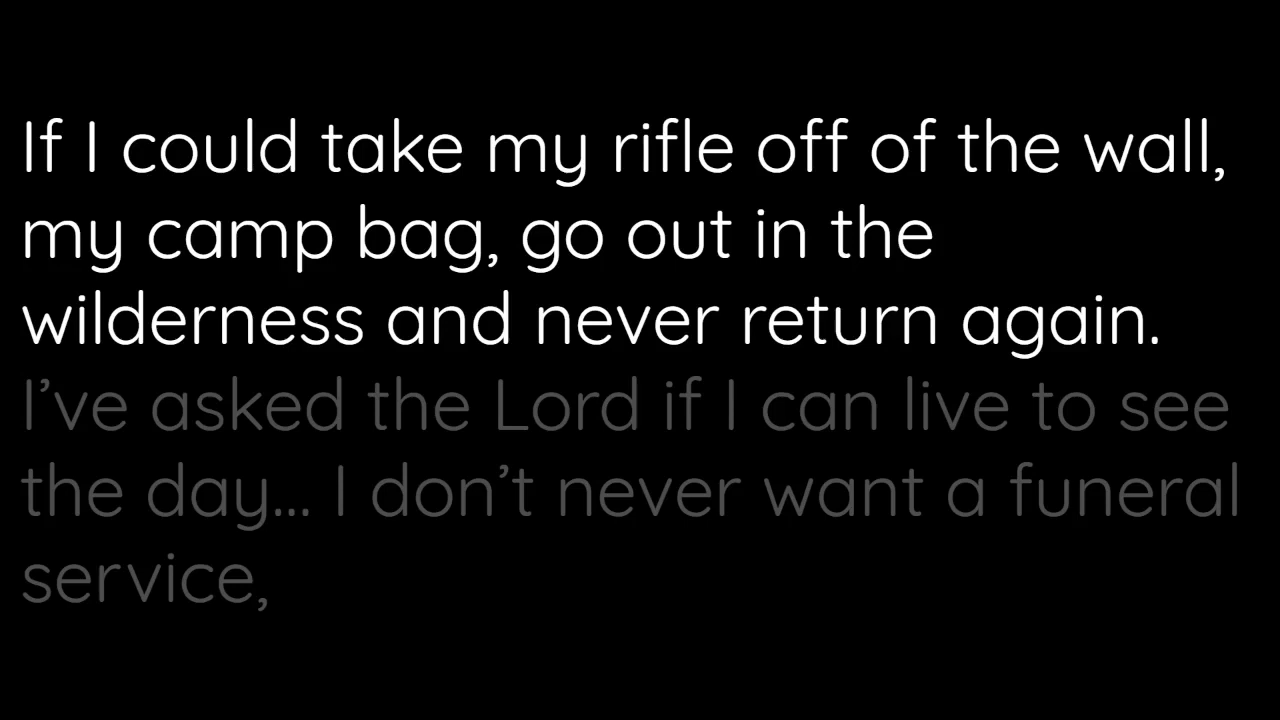 If I could take my rifle off of the wall,
my camp bag, go out in the
wilderness and never return again.
I’ve asked the Lord if I can live to see
the day... I don’t never want a funeral
service,